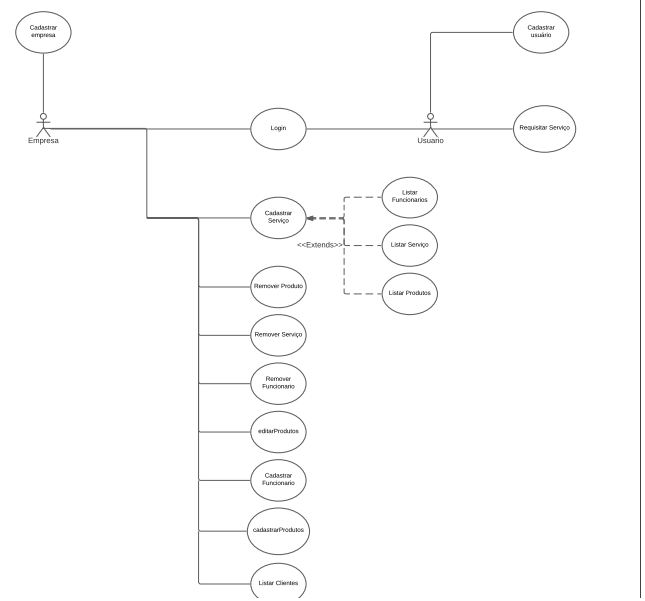 Cadastrar
empresa
Cadastrar
usuário
Empresa
Login
Usuano
Requisitar Serviço
Cadastrar
Serviço
<<Extends>>
Listar
Funcionarios
Listar Serviço
Listar Produtos
Remover Produto
Remover Serviço
Remover
Funcionario
editarProdutos
Cadastrar
Funcionario
cadastrarProdutos
Listar Clientes